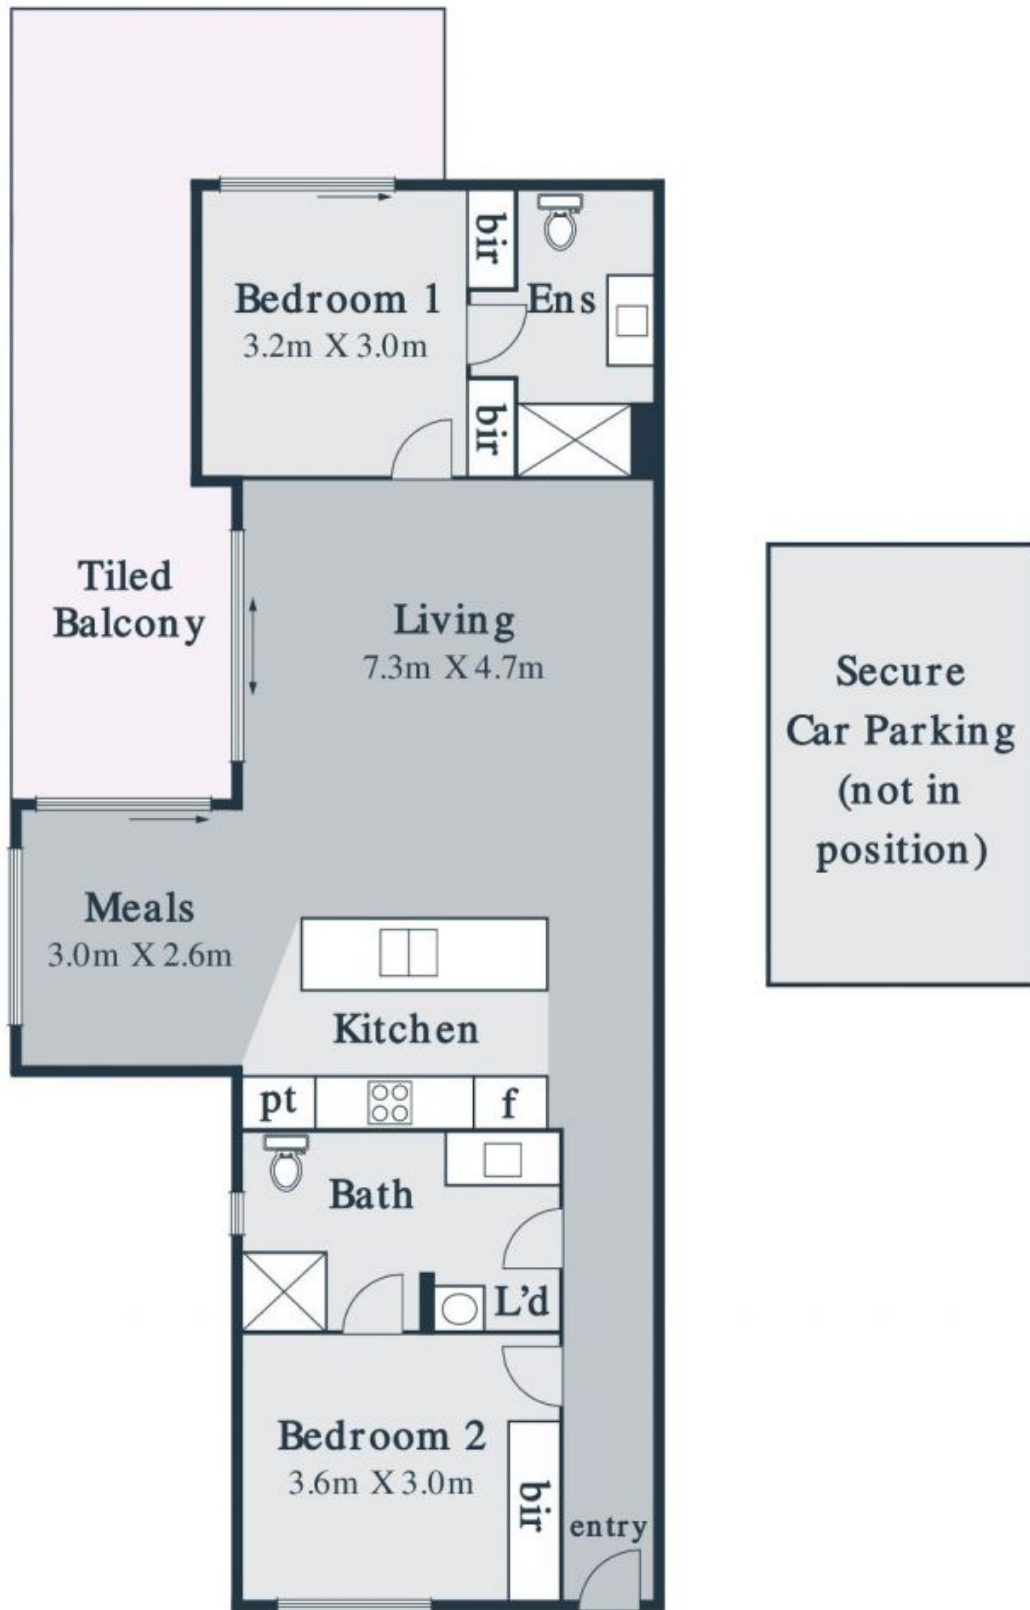 bir
Bedroom 1
3.2m X 3.0m
Ens
bir
Tiled
Balcony
Living
7.3m X 4.7m
Secure
Car Parking
(not in
position)
Meals
3.0m X 2.6m
Kitchen
pt
f
Bath
L'd
Bedroom 2
3.6m X 3.0m
bir
entry